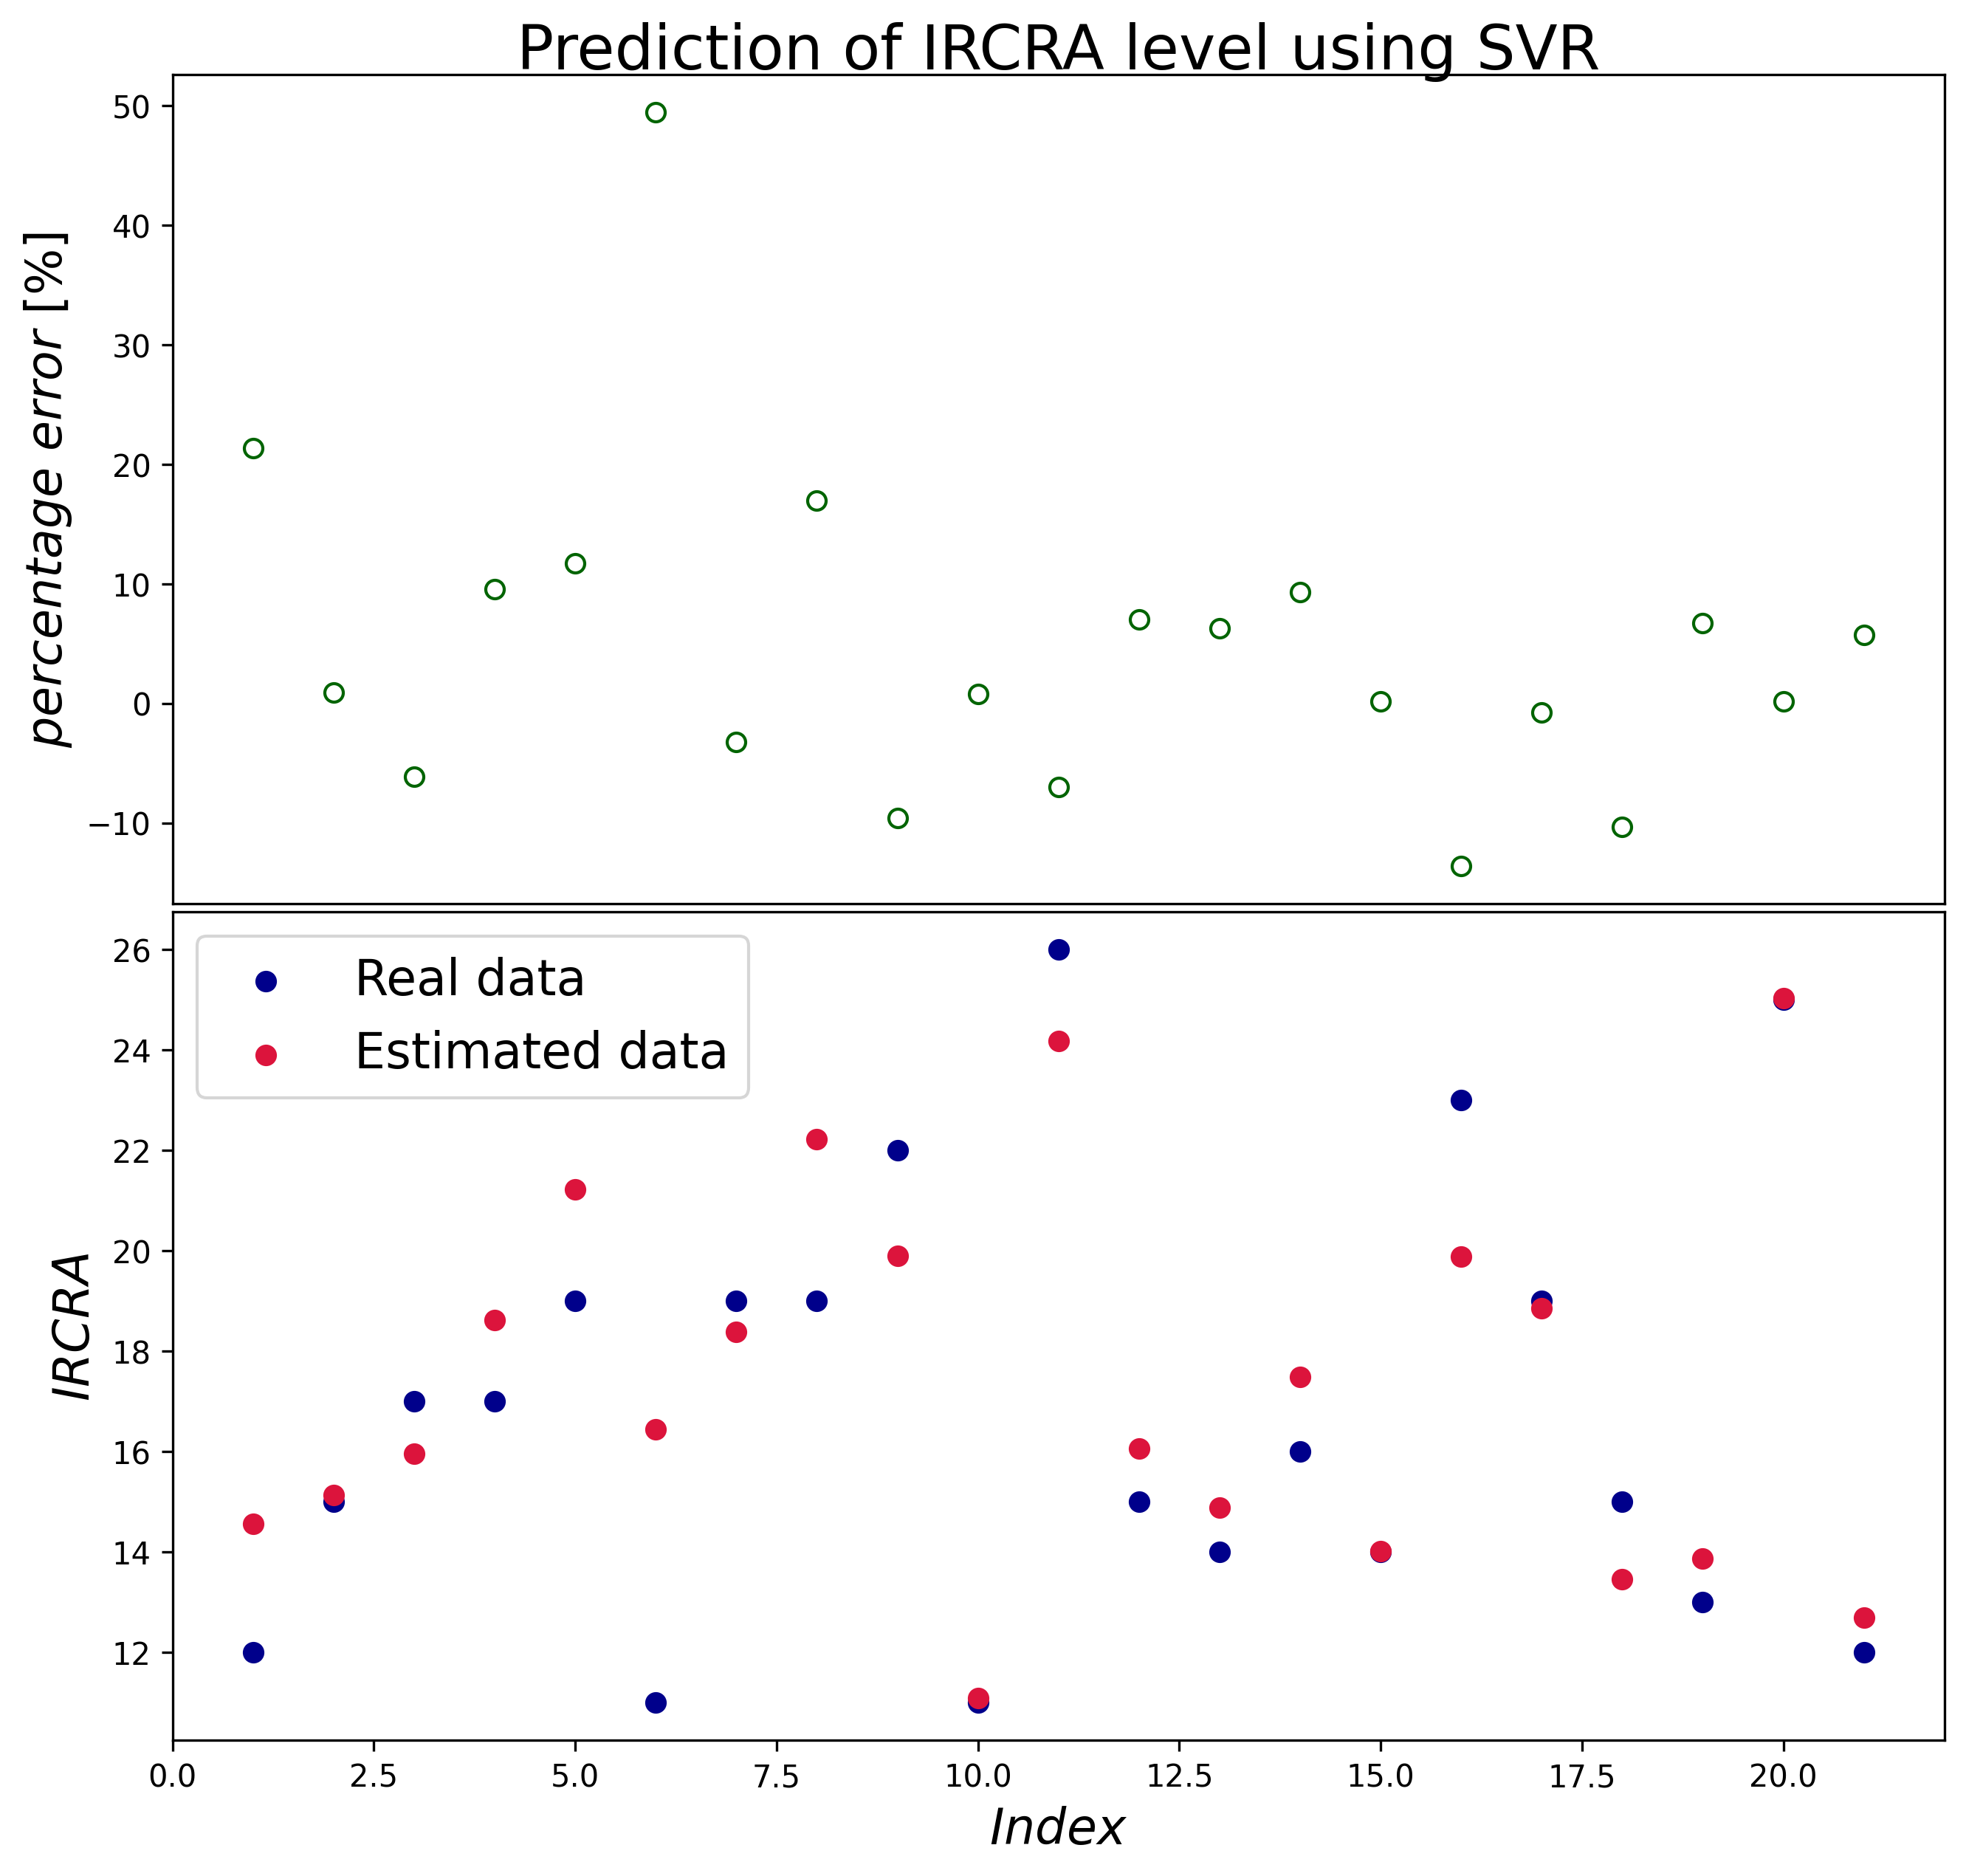 Prediction of IRCRA level using SVR
percentage error [%]
50
40
30
20
10
0
−10
IRCRA
26
24
22
20
18
16
14
12
Real data
Estimated data
0.0 2.5 5.0 7.5 10.0 12.5 15.0 17.5 20.0
Index